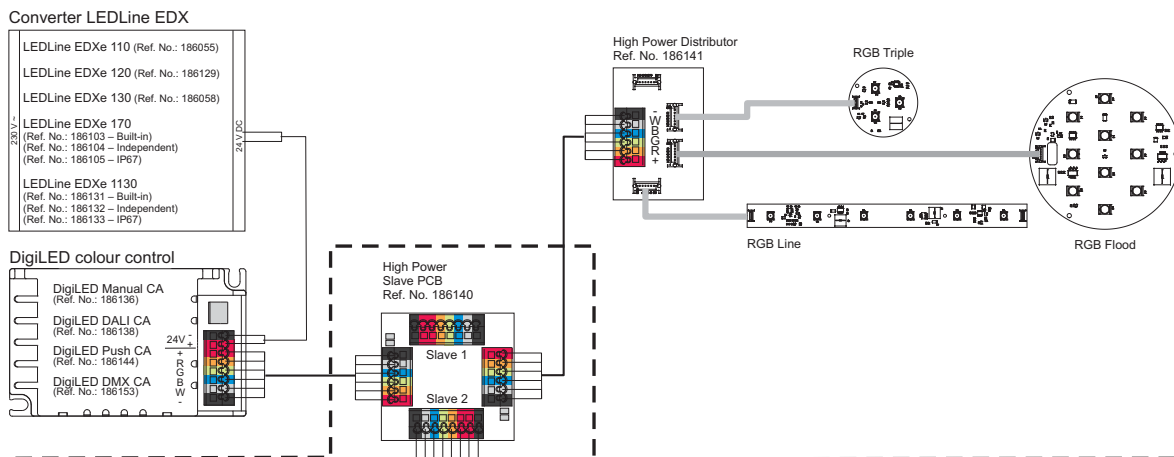 Converter LEDLine EDX
230 V ~
LEDLine EDXe 110 (Ref. No.: 186055)
LEDLine EDXe 120 (Ref. No.: 186129)
LEDLine EDXe 130 (Ref. No.: 186058)
LEDLine EDXe 170
(Ref. No.: 186103 – Built-in)
(Ref. No.: 186104 – Independent)
(Ref. No.: 186105 – IP67)
LEDLine EDXe 1130
(Ref. No.: 186131 – Built-in)
(Ref. No.: 186132 – Independent)
(Ref. No.: 186133 – IP67)
24 V DC
DigiLED colour control
DigiLED Manual CA
(Ref. No.: 186136)
DigiLED DALI CA
(Ref. No.: 186138)
DigiLED Push CA
(Ref. No.: 186144)
DigiLED DMX CA
(Ref. No.: 186153)
24V -
+
+
R
G
B
W
-
High Power
Slave PCB
Ref. No. 186140
Slave 1
Slave 2
High Power Distributor
Ref. No. 186141
-
W
B
G
R
+
RGB Triple
RGB Line
RGB Flood